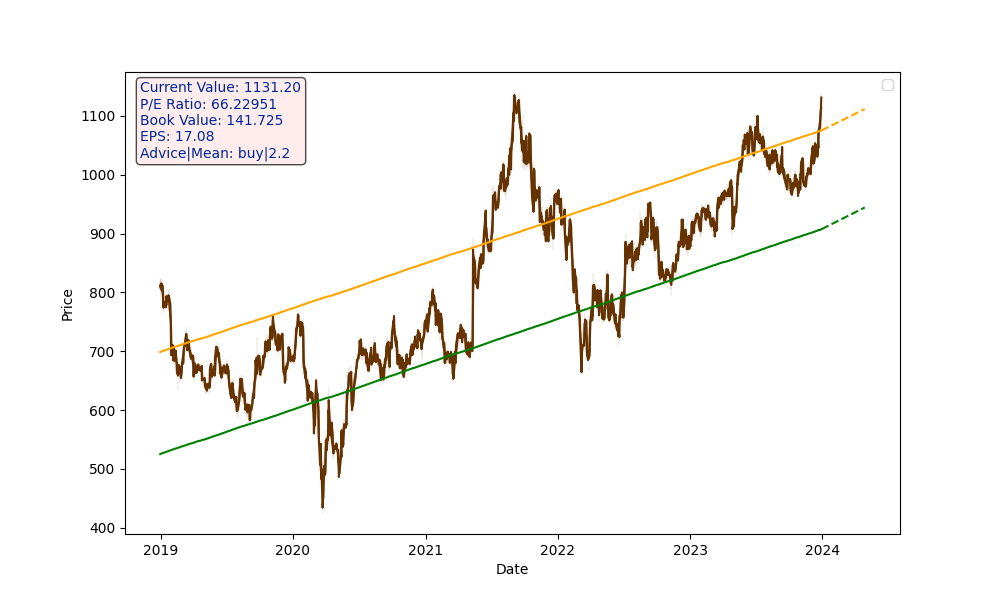 Current Value: 1131.20
P/E Ratio: 66.22951
Book Value: 141.725
EPS: 17.08
Advice|Mean: buy|2.2
Price
1100
1000
900
800
700
600
500
400
2019 2020 2021 2022 2023 2024
Date